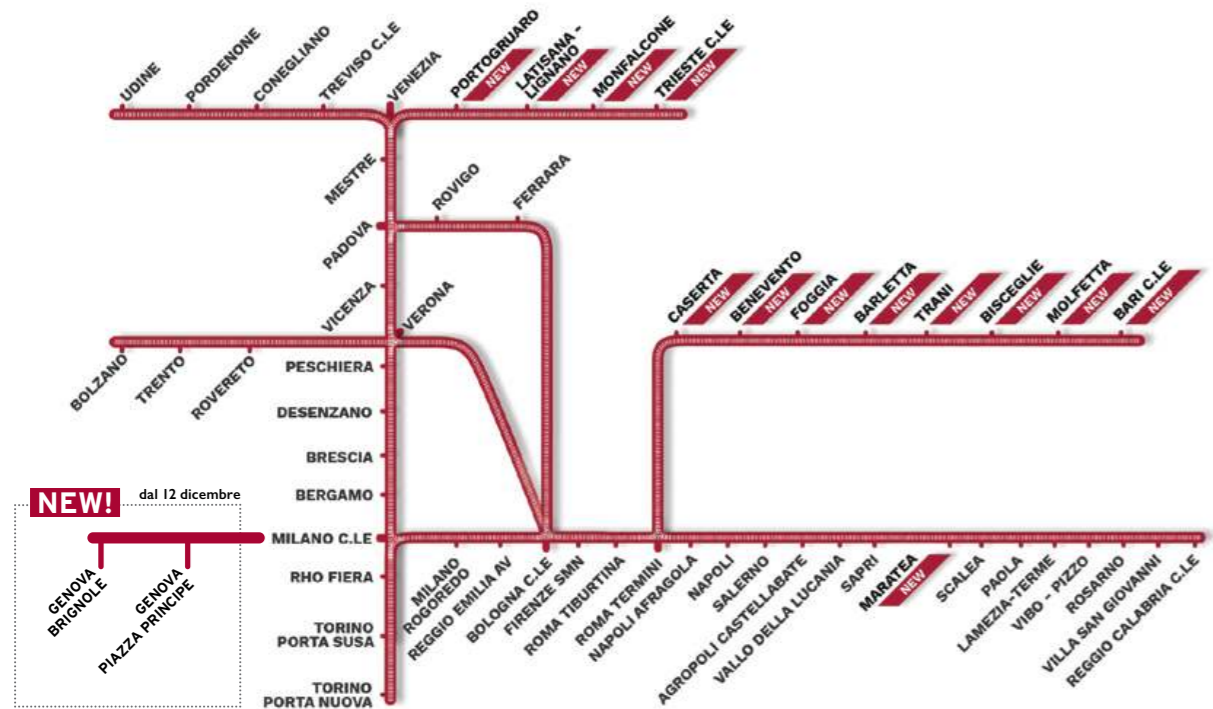 UDINE
PORDENONE
CONEGLIANO
TREVISO C.LE
VENEZIA
PORTOGRUARO
NEW
LATISANA -
LIGNANO
NEW
MONFALCONE
NEW
TRIESTE C.LE
NEW
MESTRE
PADOVA
ROVIGO
FERRARA
VICENZA
VERONA
BOLZANO
TRENTO
ROVERETO
CASERTA
NEW
BENEVENTO
NEW
FOGGIA
NEW
BARLETTA
NEW
TRANI
NEW
BISCEGLIE
NEW
MOLFETTA
NEW
BARI C.LE
NEW
PESCHIERA
DESENZANO
BRESCIA
BERGAMO
NEW!
dal 12 dicembre
GENOVA
BRIGNOLE
GENOVA
PIAZZA PRINCIPE
MILANO C.LE
RHO FIERA
TORINO
PORTA SUSA
TORINO
PORTA NUOVA
MILANO
ROGOREDO
REGGIO EMILIA AV
BOLOGNA C.LE
FIRENZE SMN
ROMA TIBURTINA
ROMA TERMINI
NAPOLI AFRAGOLA
NAPOLI
SALERNO
AGROPOLI CASTELLABATE
VALLO DELLA LUCANIA
SAPRI
MARATEA
NEW
SCALEA
PAOLA
LAMEZIA-TERME
VIBO - PIZZO
ROSARNO
VILLA SAN GIOVANNI
REGGIO CALABRIA C.LE